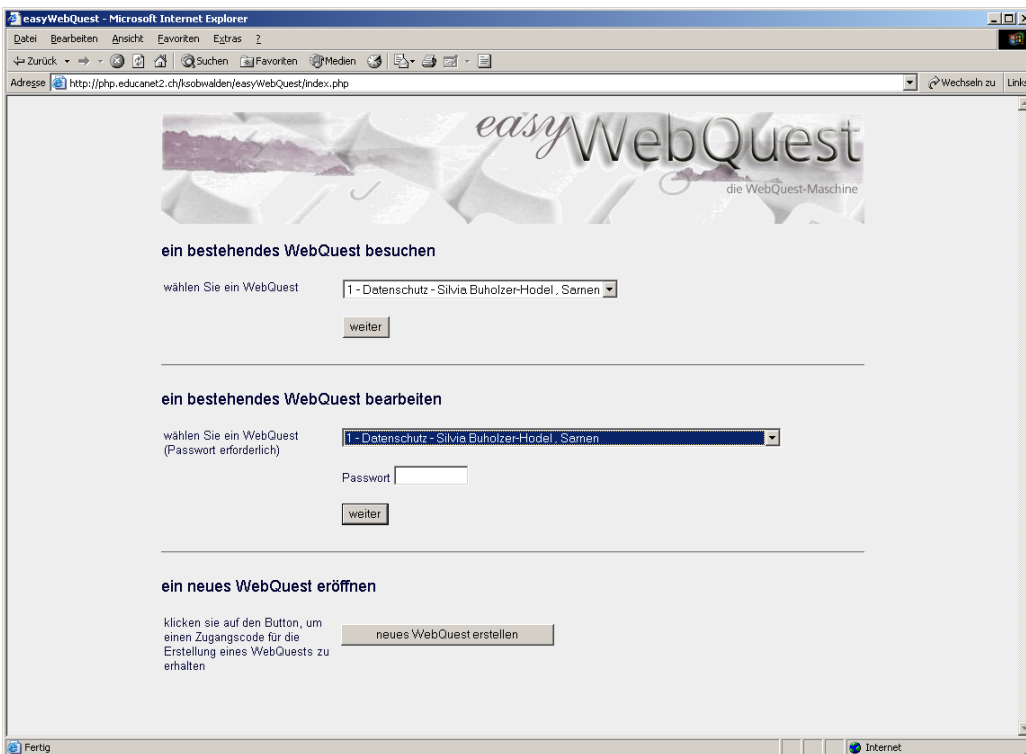 easyWebQuest - Microsoft Internet Explorer
Datei Bearbeiten Ansicht Favoriten Extras ?
Zurück Suchen Favoriten Medien
Adresse http://php.educanet2.ch/ksobwalden/easyWebQuest/index.php Wechseln zu Links
easyWebQuest
die WebQuest-Maschine
ein bestehendes WebQuest besuchen
wählen Sie ein WebQuest 1 - Datenschutz - Silvia Buholzer-Hodel , Sarnen
weiter
ein bestehendes WebQuest bearbeiten
wählen Sie ein WebQuest 1 - Datenschutz - Silvia Buholzer-Hodel , Sarnen
(Passwort erforderlich)
Passwort
weiter
ein neues WebQuest eröffnen
klicken sie auf den Button, um
einen Zugangscode für die neues WebQuest erstellen
Erstellung eines WebQuests zu
erhalten
Fertig Internet